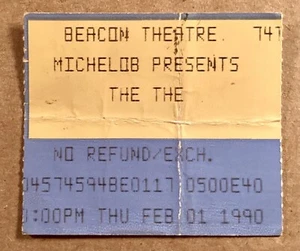 BEACON THEATRE. 741
MICHELOB PRESENTS
THE THE
NO REFUND/EXCH.
04574594BE0117 0500E40
:00PM THU FEB 01 1990